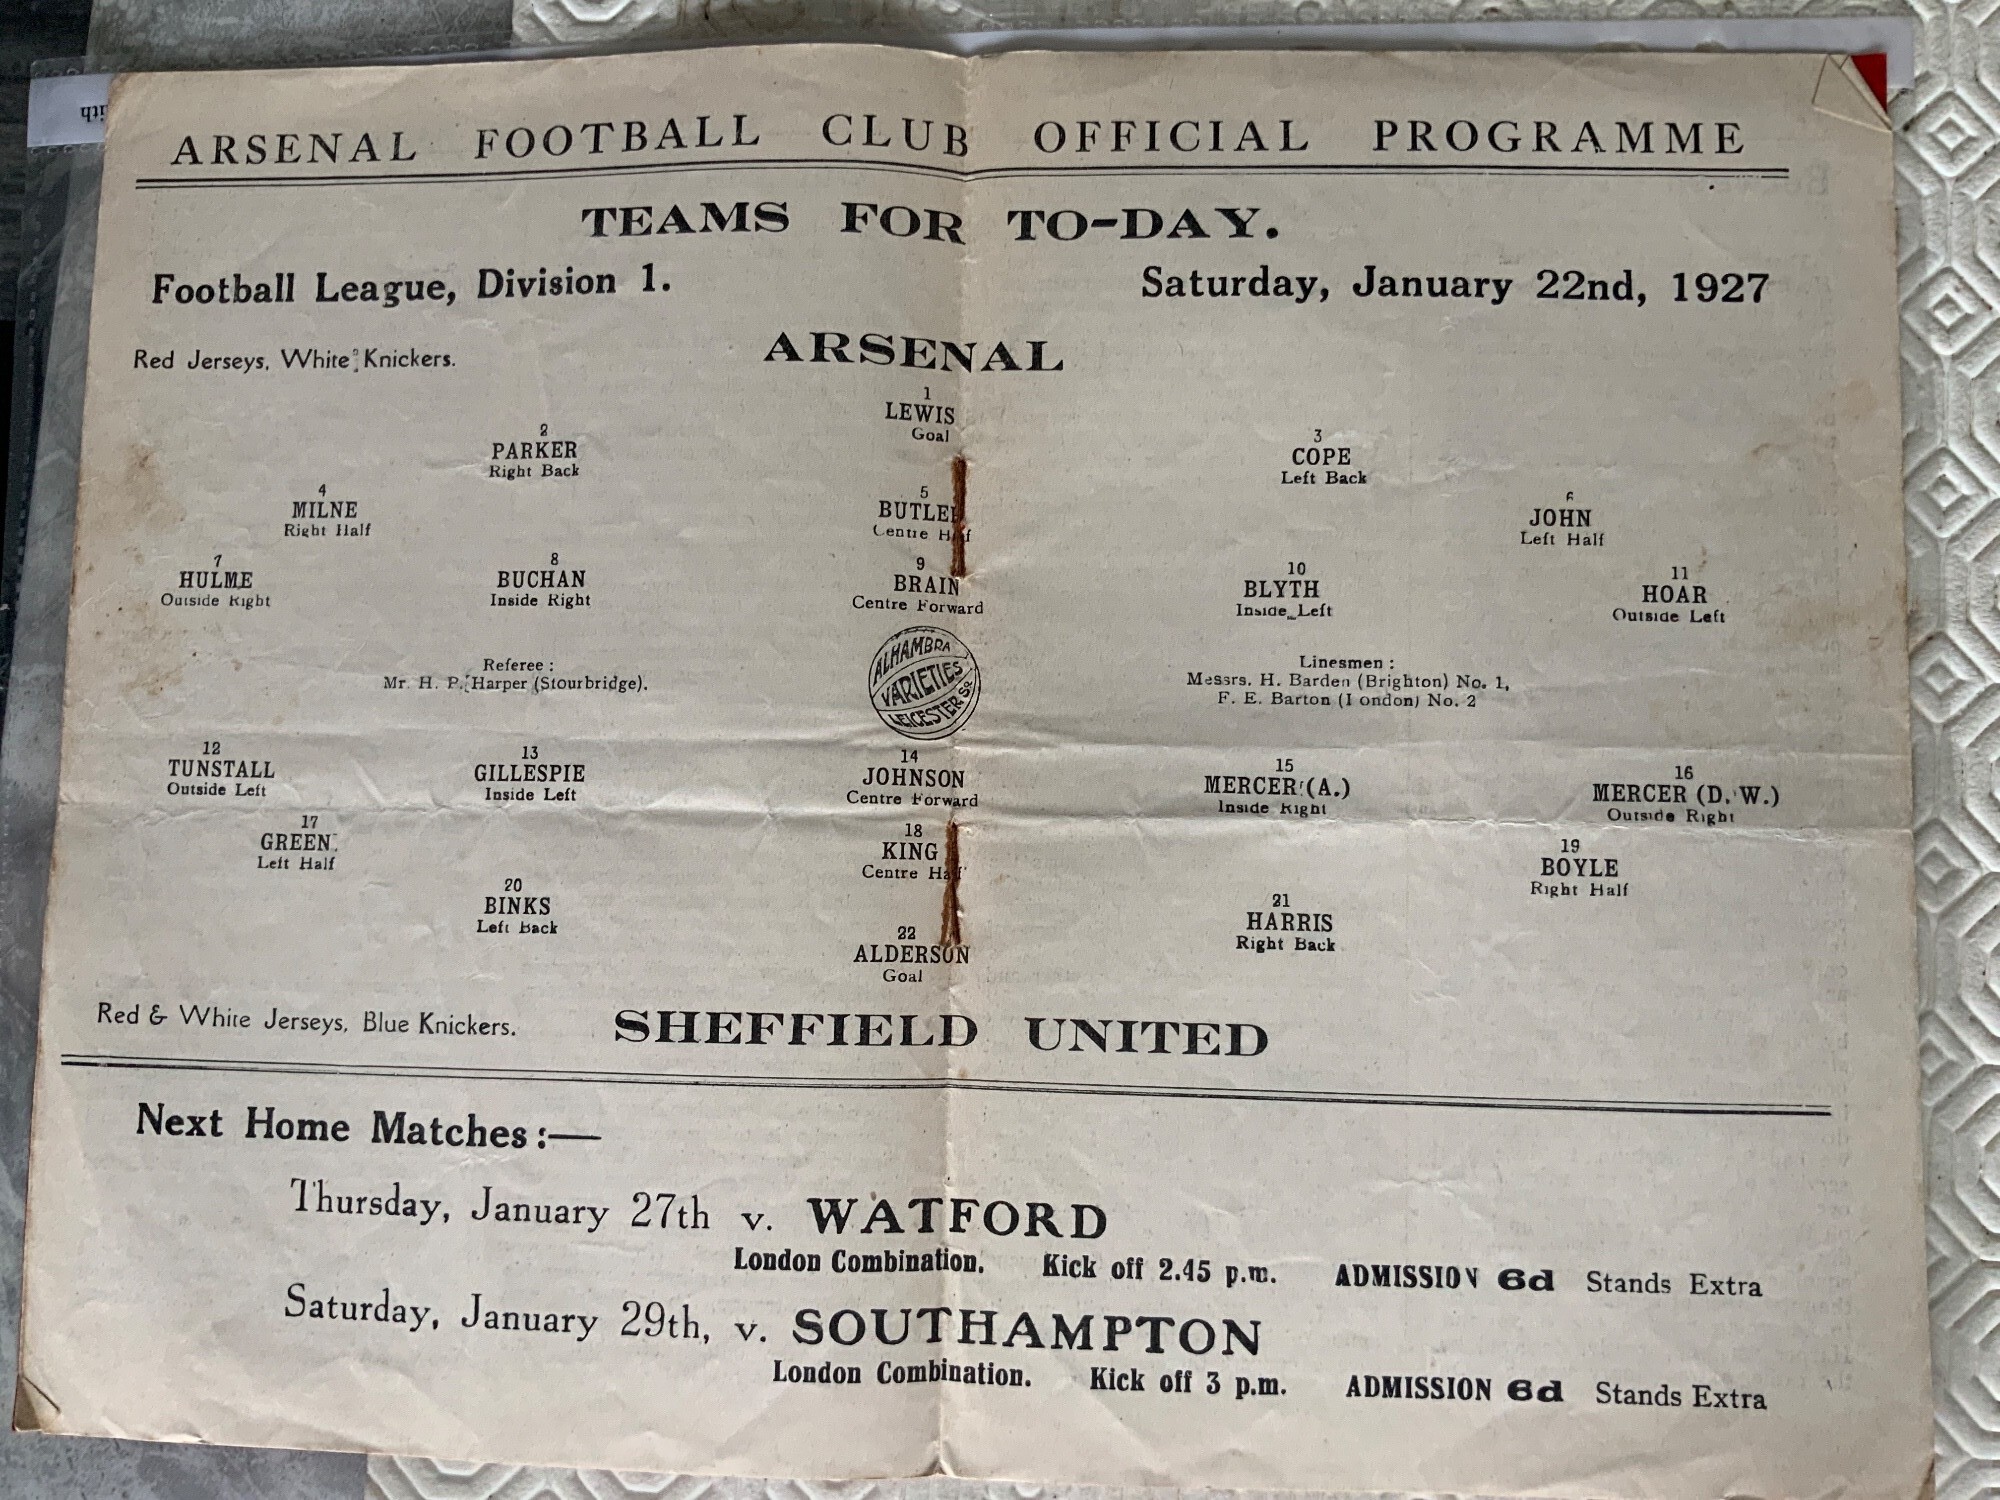 ARSENAL FOOTBALL CLUB OFFICIAL PROGRAMME
TEAMS FOR TO-DAY.
Football League, Division 1. Saturday, January 22nd, 1927
Red Jerseys, White Knickers. ARSENAL
1
LEWIS
Goal
2 3
PARKER COPE
Right Back Left Back
4 5 6
MILNE BUTLER JOHN
Right Half Centre Half Left Half
7 8 9 10 11
HULME BUCHAN BRAIN BLYTH HOAR
Outside Right Inside Right Centre Forward Inside Left Outside Left
Referee :
Mr. H. P. Harper (Stourbridge).
ALHAMBRA
VARIETIES
LEICESTER SQ
Linesmen :
Messrs. H. Barden (Brighton) No. 1,
F. E. Barton (London) No. 2
12 13 14 15 16
TUNSTALL GILLESPIE JOHNSON MERCER (A.) MERCER (D. W.)
Outside Left Inside Left Centre Forward Inside Right Outside Right
17 18 19
GREEN KING BOYLE
Left Half Centre Half Right Half
20 21
BINKS HARRIS
Left Back Right Back
22
ALDERSON
Goal
Red & White Jerseys, Blue Knickers. SHEFFIELD UNITED
Next Home Matches:—
Thursday, January 27th v. WATFORD
London Combination. Kick off 2.45 p.m. ADMISSION 6d Stands Extra
Saturday, January 29th, v. SOUTHAMPTON
London Combination. Kick off 3 p.m. ADMISSION 6d Stands Extra